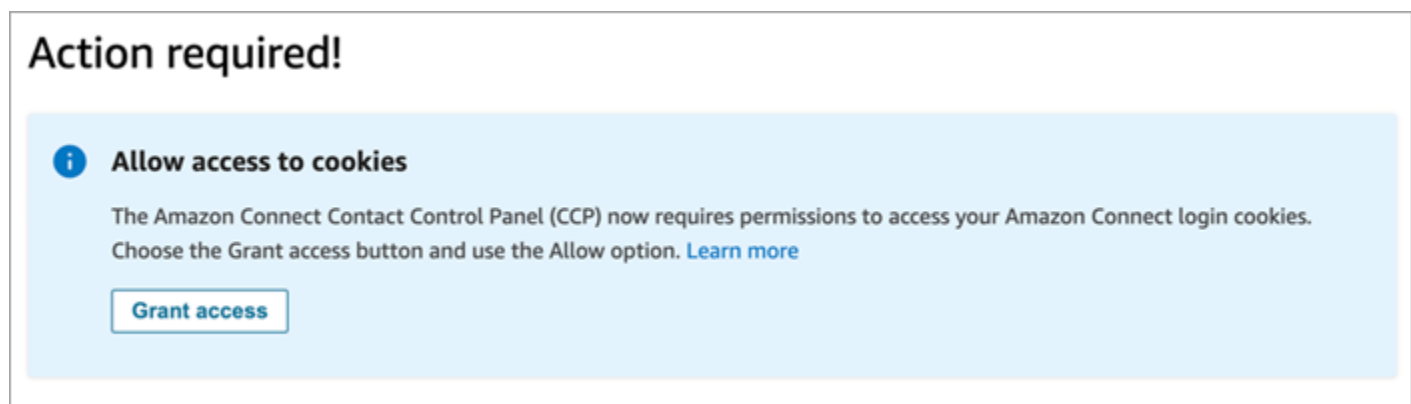 Action required!
Allow access to cookies
The Amazon Connect Contact Control Panel (CCP) now requires permissions to access your Amazon Connect login cookies.
Choose the Grant access button and use the Allow option. Learn more
Grant access